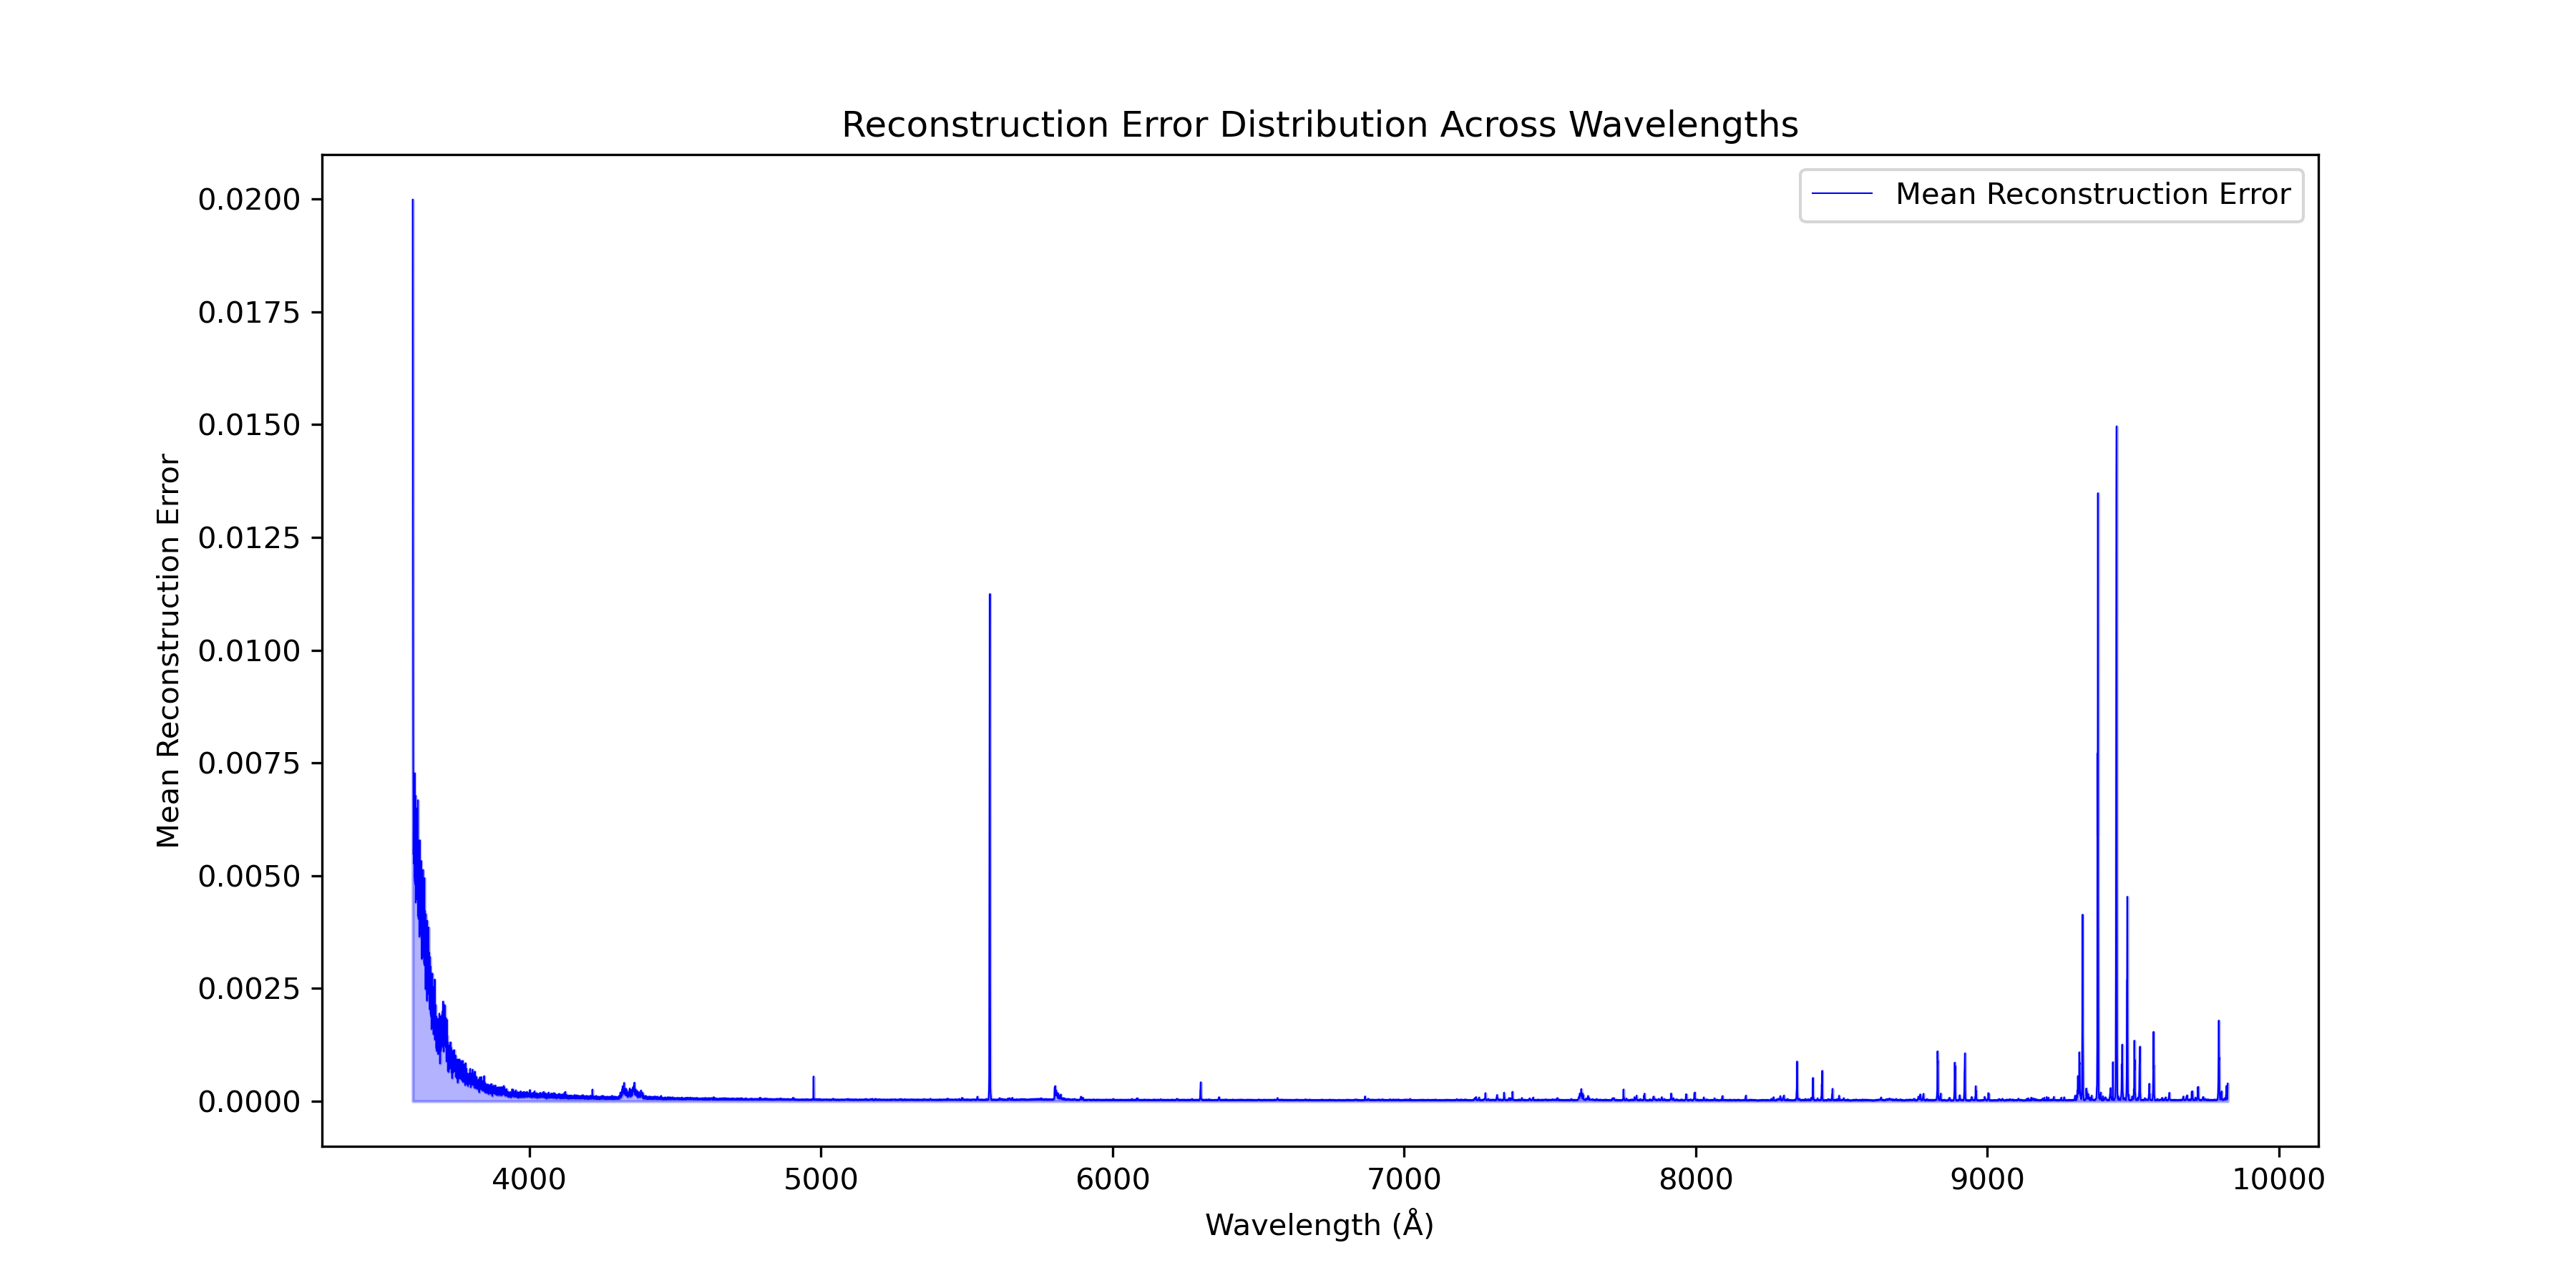 Reconstruction Error Distribution Across Wavelengths
Mean Reconstruction Error
0.0200
0.0175
0.0150
0.0125
0.0100
0.0075
0.0050
0.0025
0.0000
Mean Reconstruction Error
4000 5000 6000 7000 8000 9000 10000
Wavelength (Å)